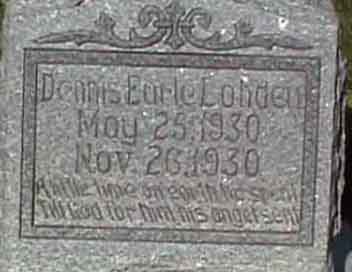 Dennis Earle Lohden
May 25, 1930
Nov. 26, 1930
A little time on earth he spent
Till God for him his angel sent